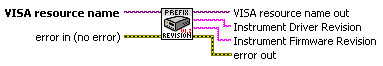 VISA resource name
error in (no error)
PREFIX
REVISION
VISA resource name out
Instrument Driver Revision
Instrument Firmware Revision
error out